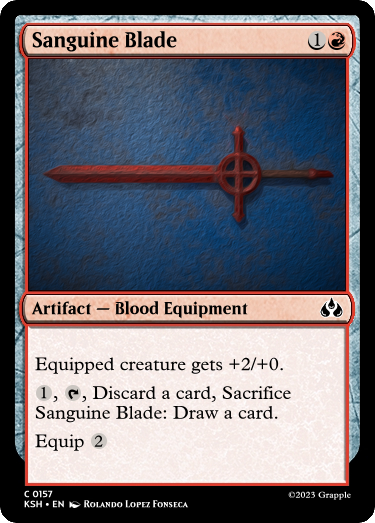 Sanguine Blade 1
Artifact — Blood Equipment
Equipped creature gets +2/+0.
1, , Discard a card, Sacrifice
Sanguine Blade: Draw a card.
Equip 2
C 0157
KSH • EN Rolando Lopez Fonseca
©2023 Grapple